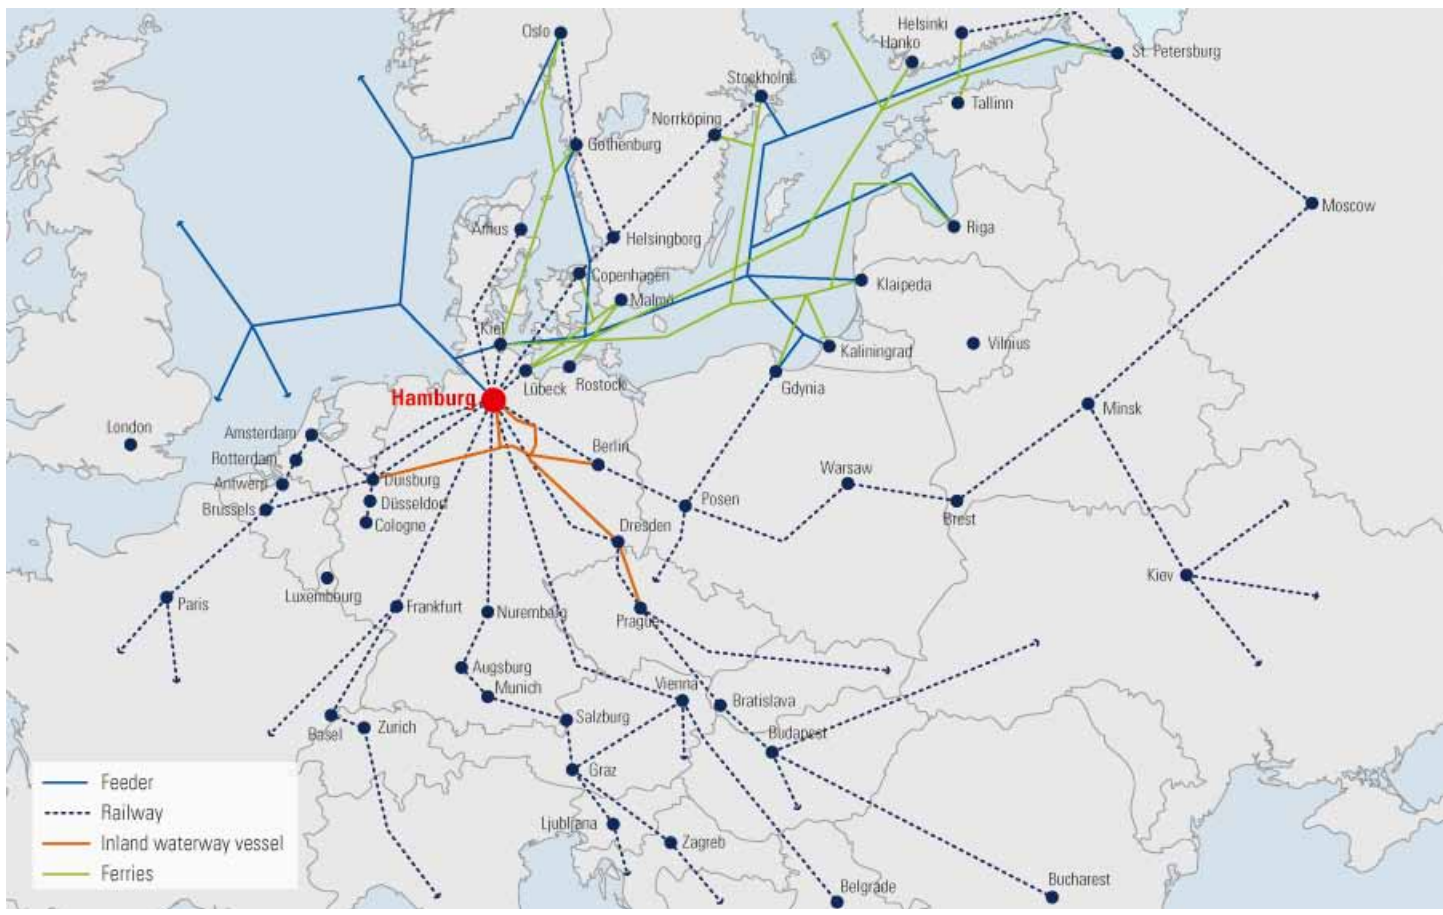 Oslo
Helsinki
Hanko
St. Petersburg
Stockholm
Tallinn
Norrköping
Gothenburg
Moscow
Arhus
Helsingborg
Riga
Copenhagen
Klaipeda
Malmö
Kiel
Kaliningrad
Vilnius
Lübeck
Rostock
Gdynia
Hamburg
Minsk
London
Amsterdam
Berlin
Rotterdam
Warsaw
Antwerp
Duisburg
Posen
Brussels
Düsseldorf
Brest
Cologne
Dresden
Kiev
Luxembourg
Paris
Frankfurt
Nuremberg
Prague
Augsburg
Munich
Vienna
Bratislava
Salzburg
Basel
Zurich
Budapest
Graz
Feeder
Railway
Ljubljana
Inland waterway vessel
Zagreb
Ferries
Belgrade
Bucharest